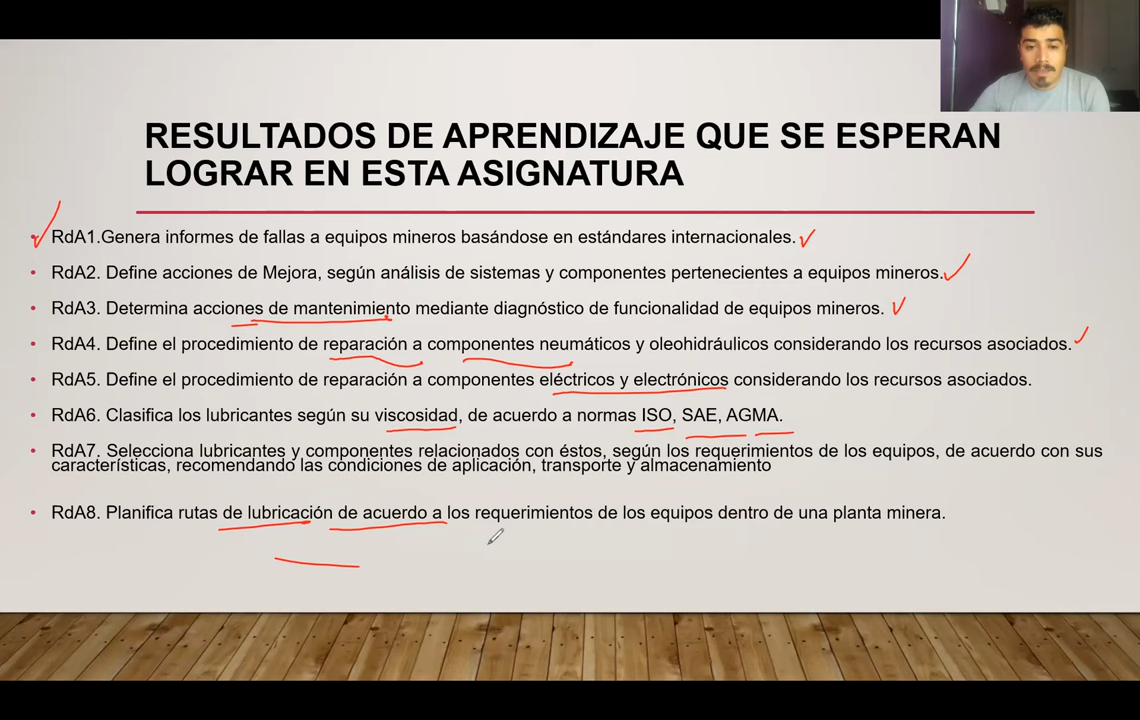 RESULTADOS DE APRENDIZAJE QUE SE ESPERAN
LOGRAR EN ESTA ASIGNATURA
• RdA1.Genera informes de fallas a equipos mineros basándose en estándares internacionales.
• RdA2. Define acciones de Mejora, según análisis de sistemas y componentes pertenecientes a equipos mineros.
• RdA3. Determina acciones de mantenimiento mediante diagnóstico de funcionalidad de equipos mineros.
• RdA4. Define el procedimiento de reparación a componentes neumáticos y oleohidráulicos considerando los recursos asociados.
• RdA5. Define el procedimiento de reparación a componentes eléctricos y electrónicos considerando los recursos asociados.
• RdA6. Clasifica los lubricantes según su viscosidad, de acuerdo a normas ISO, SAE, AGMA.
• RdA7. Selecciona lubricantes y componentes relacionados con éstos, según los requerimientos de los equipos, de acuerdo con sus
características, recomendando las condiciones de aplicación, transporte y almacenamiento
• RdA8. Planifica rutas de lubricación de acuerdo a los requerimientos de los equipos dentro de una planta minera.